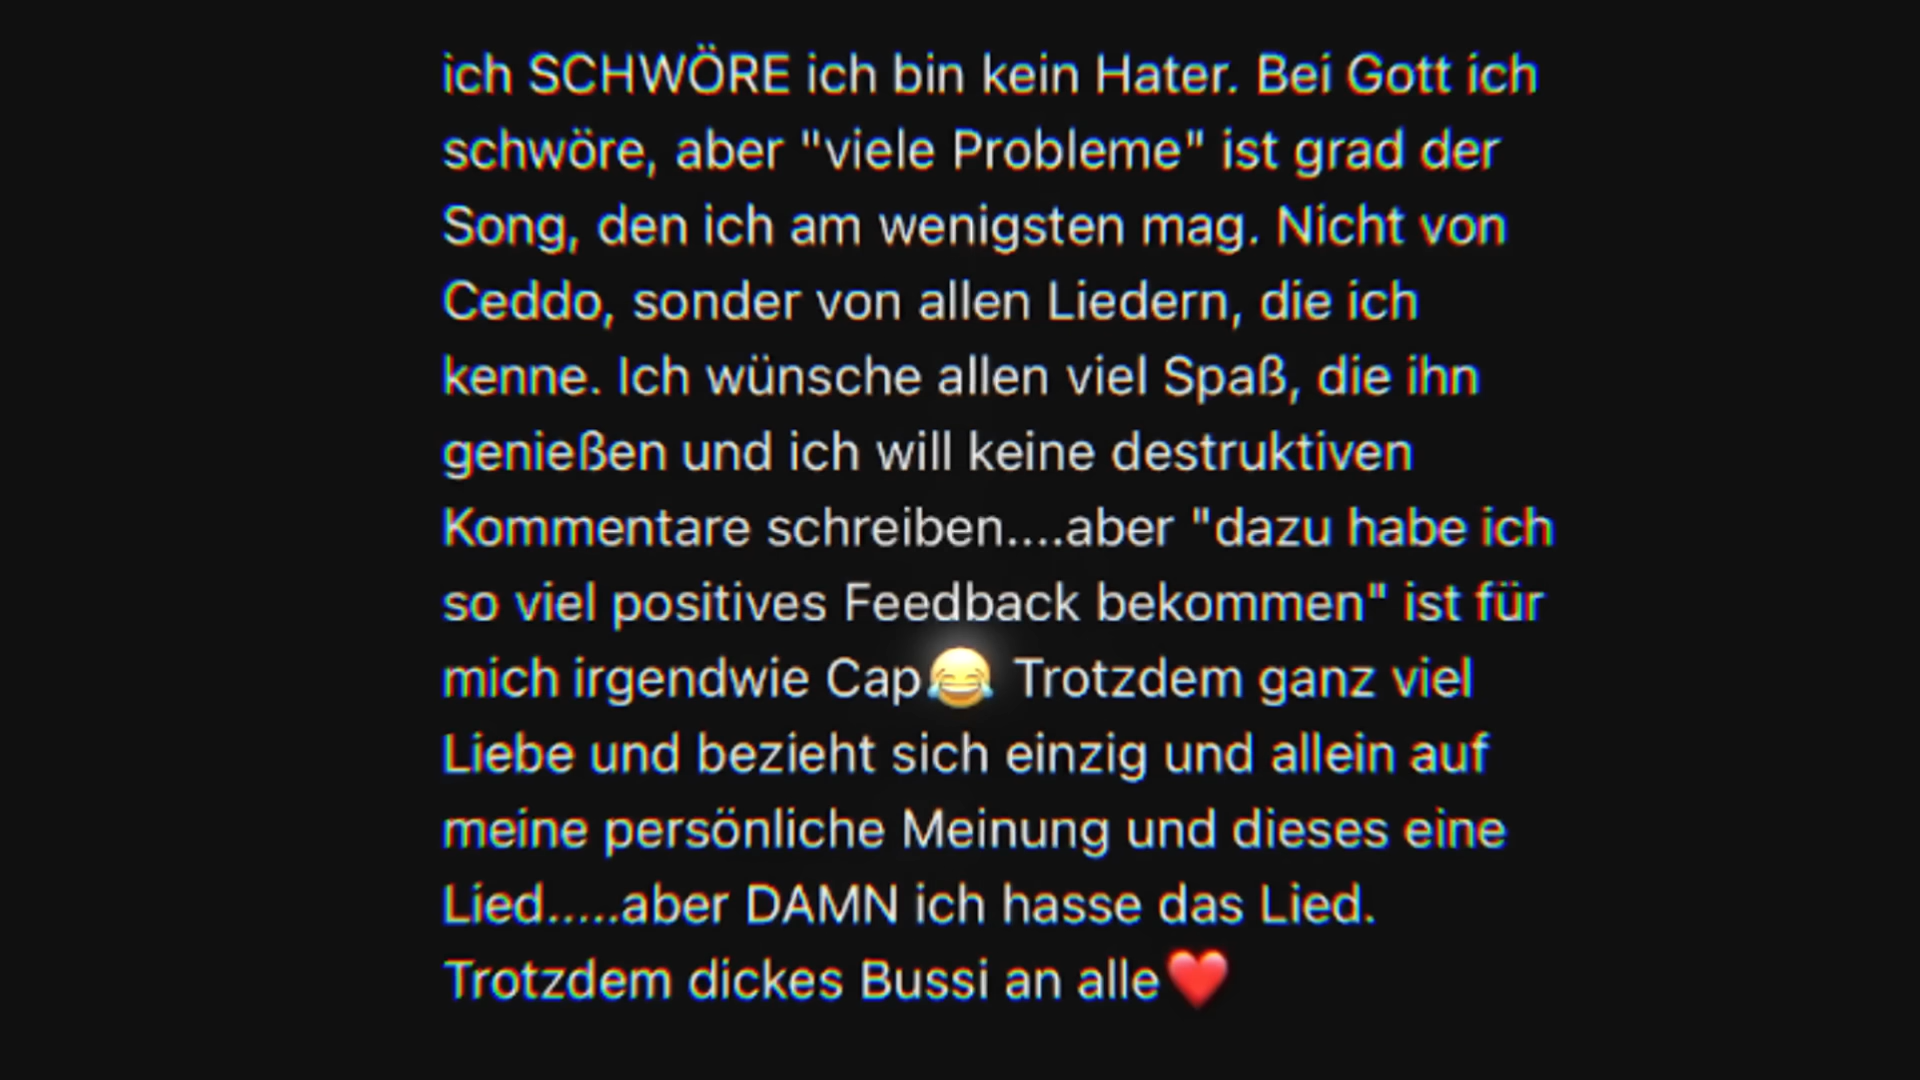 ich SCHWÖRE ich bin kein Hater. Bei Gott ich
schwöre, aber "viele Probleme" ist grad der
Song, den ich am wenigsten mag. Nicht von
Ceddo, sonder von allen Liedern, die ich
kenne. Ich wünsche allen viel Spaß, die ihn
genießen und ich will keine destruktiven
Kommentare schreiben....aber "dazu habe ich
so viel positives Feedback bekommen" ist für
mich irgendwie Cap😂 Trotzdem ganz viel
Liebe und bezieht sich einzig und allein auf
meine persönliche Meinung und dieses eine
Lied.....aber DAMN ich hasse das Lied.
Trotzdem dickes Bussi an alle❤️